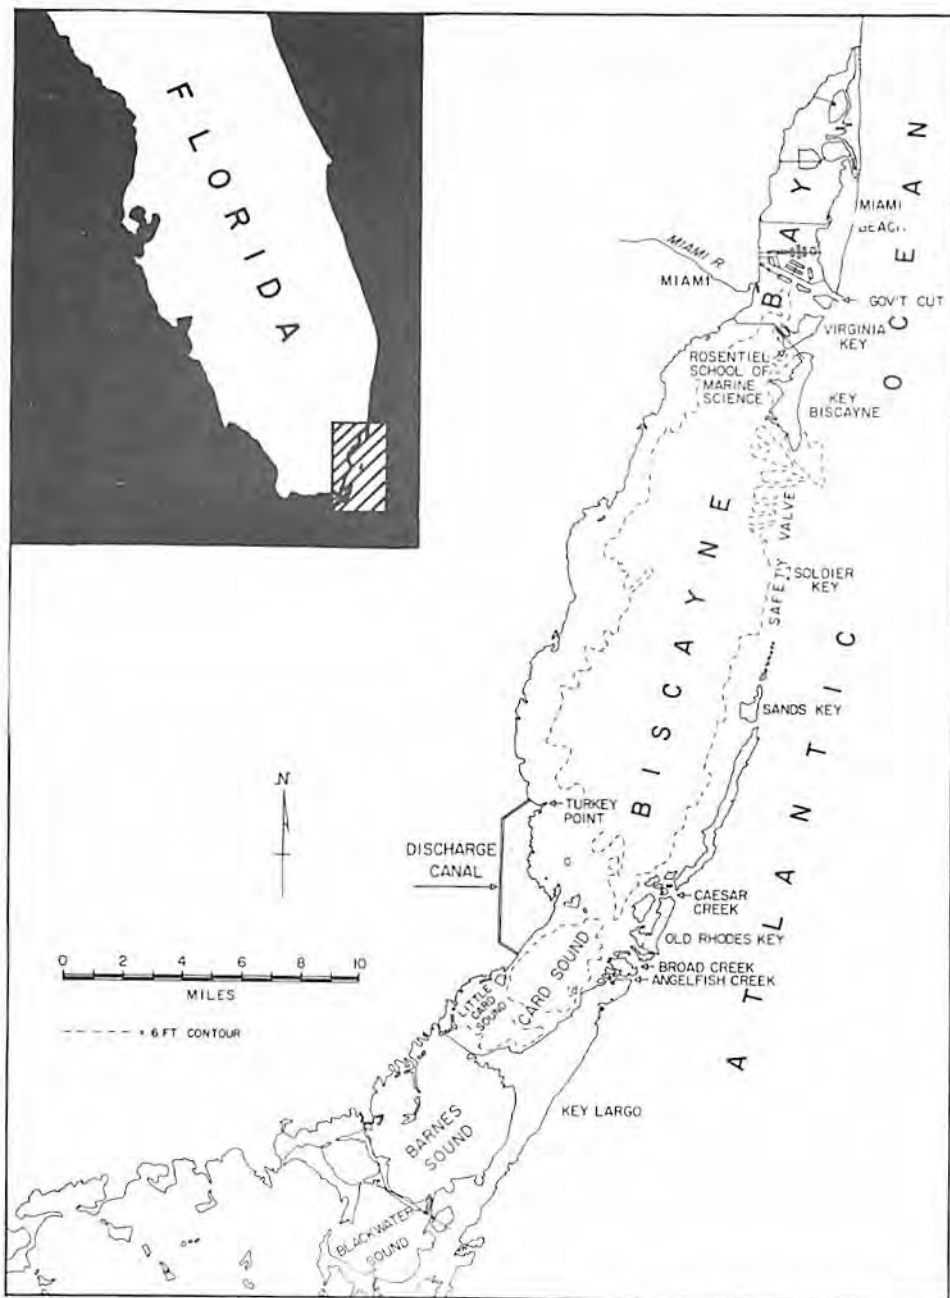 FLORIDA
MIAMI
BEACH
MIAMI R.
MIAMI
GOV'T CUT
VIRGINIA
KEY
ROSENTIEL
SCHOOL OF
MARINE
SCIENCE
KEY
BISCAYNE
BISCAYNE BAY
SAFETY VALVE
SOLDIER
KEY
SANDS KEY
ATLANTIC OCEAN
N
TURKEY
POINT
DISCHARGE
CANAL
CAESAR
CREEK
OLD RHODES KEY
BROAD CREEK
ANGELFISH CREEK
0 2 4 6 8 10
MILES
6 FT CONTOUR
LITTLE
CARD
SOUND
CARD SOUND
KEY LARGO
BARNES
SOUND
BLACKWATER
SOUND